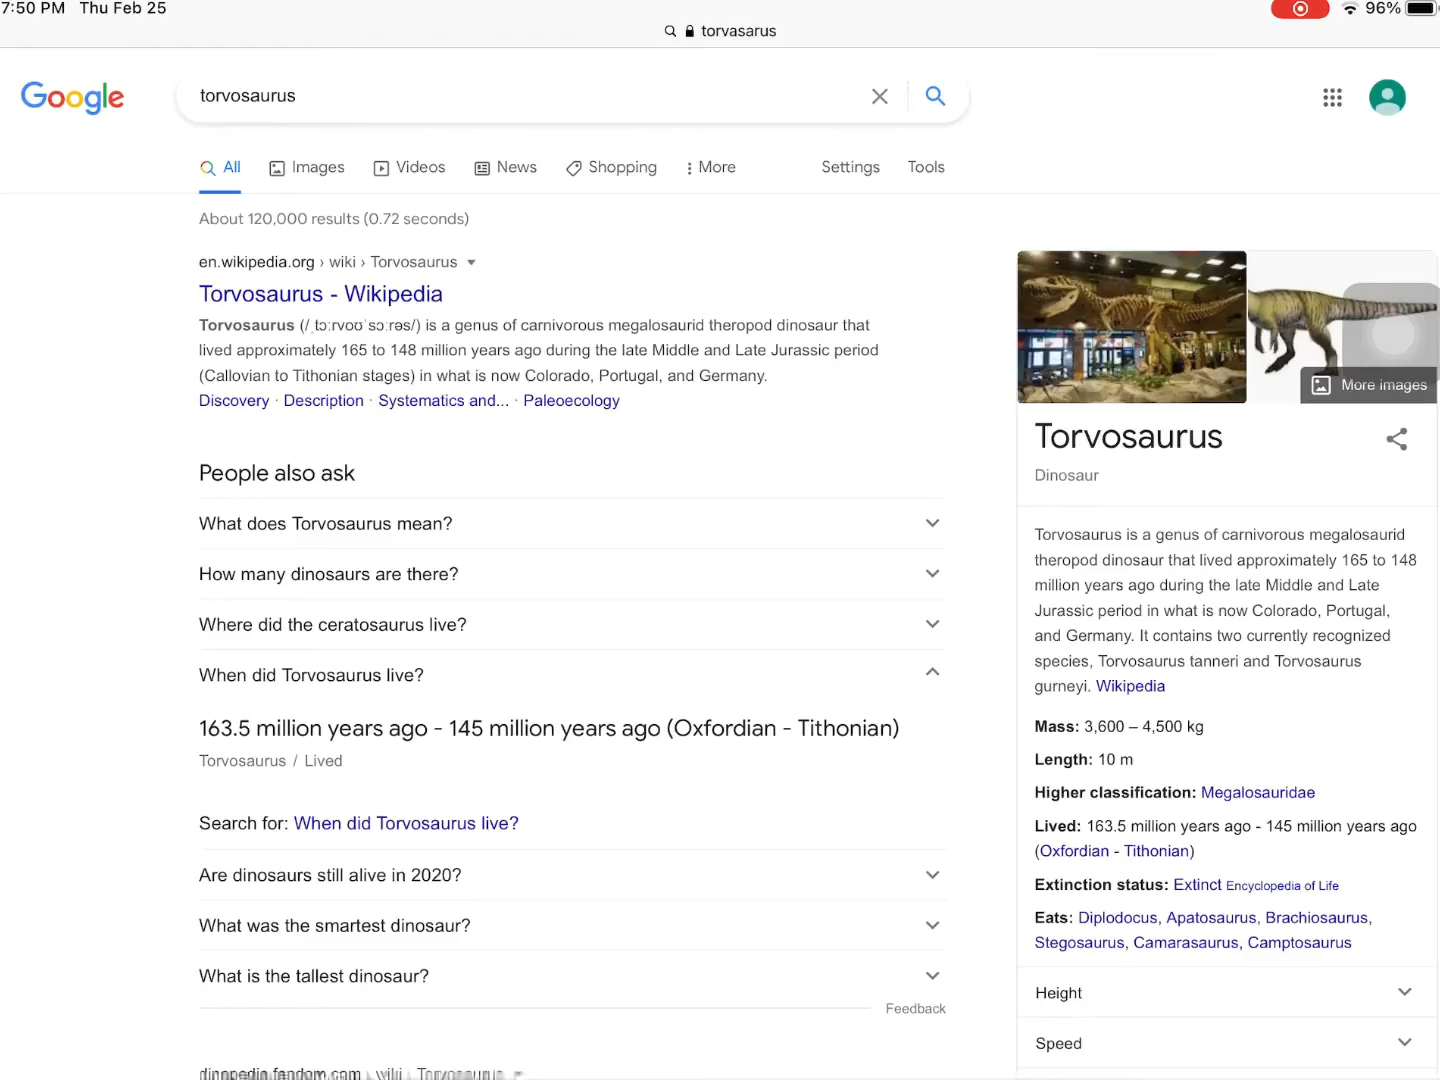 7:50 PM Thu Feb 25
96%
torvasarus
Google
torvosaurus
All Images Videos News Shopping More Settings Tools
About 120,000 results (0.72 seconds)
en.wikipedia.org › wiki › Torvosaurus
Torvosaurus - Wikipedia
Torvosaurus (/ˌtɔːrvoʊˈsɔːrəs/) is a genus of carnivorous megalosaurid theropod dinosaur that
lived approximately 165 to 148 million years ago during the late Middle and Late Jurassic period
(Callovian to Tithonian stages) in what is now Colorado, Portugal, and Germany.
Discovery · Description · Systematics and... · Paleoecology
People also ask
What does Torvosaurus mean?
How many dinosaurs are there?
Where did the ceratosaurus live?
When did Torvosaurus live?
163.5 million years ago - 145 million years ago (Oxfordian - Tithonian)
Torvosaurus / Lived
Search for: When did Torvosaurus live?
Are dinosaurs still alive in 2020?
What was the smartest dinosaur?
What is the tallest dinosaur?
Feedback
dinopedia.fandom.com › wiki › Torvosaurus
More images
Torvosaurus
Dinosaur
Torvosaurus is a genus of carnivorous megalosaurid
theropod dinosaur that lived approximately 165 to 148
million years ago during the late Middle and Late
Jurassic period in what is now Colorado, Portugal,
and Germany. It contains two currently recognized
species, Torvosaurus tanneri and Torvosaurus
gurneyi. Wikipedia
Mass: 3,600 – 4,500 kg
Length: 10 m
Higher classification: Megalosauridae
Lived: 163.5 million years ago - 145 million years ago
(Oxfordian - Tithonian)
Extinction status: Extinct Encyclopedia of Life
Eats: Diplodocus, Apatosaurus, Brachiosaurus,
Stegosaurus, Camarasaurus, Camptosaurus
Height
Speed